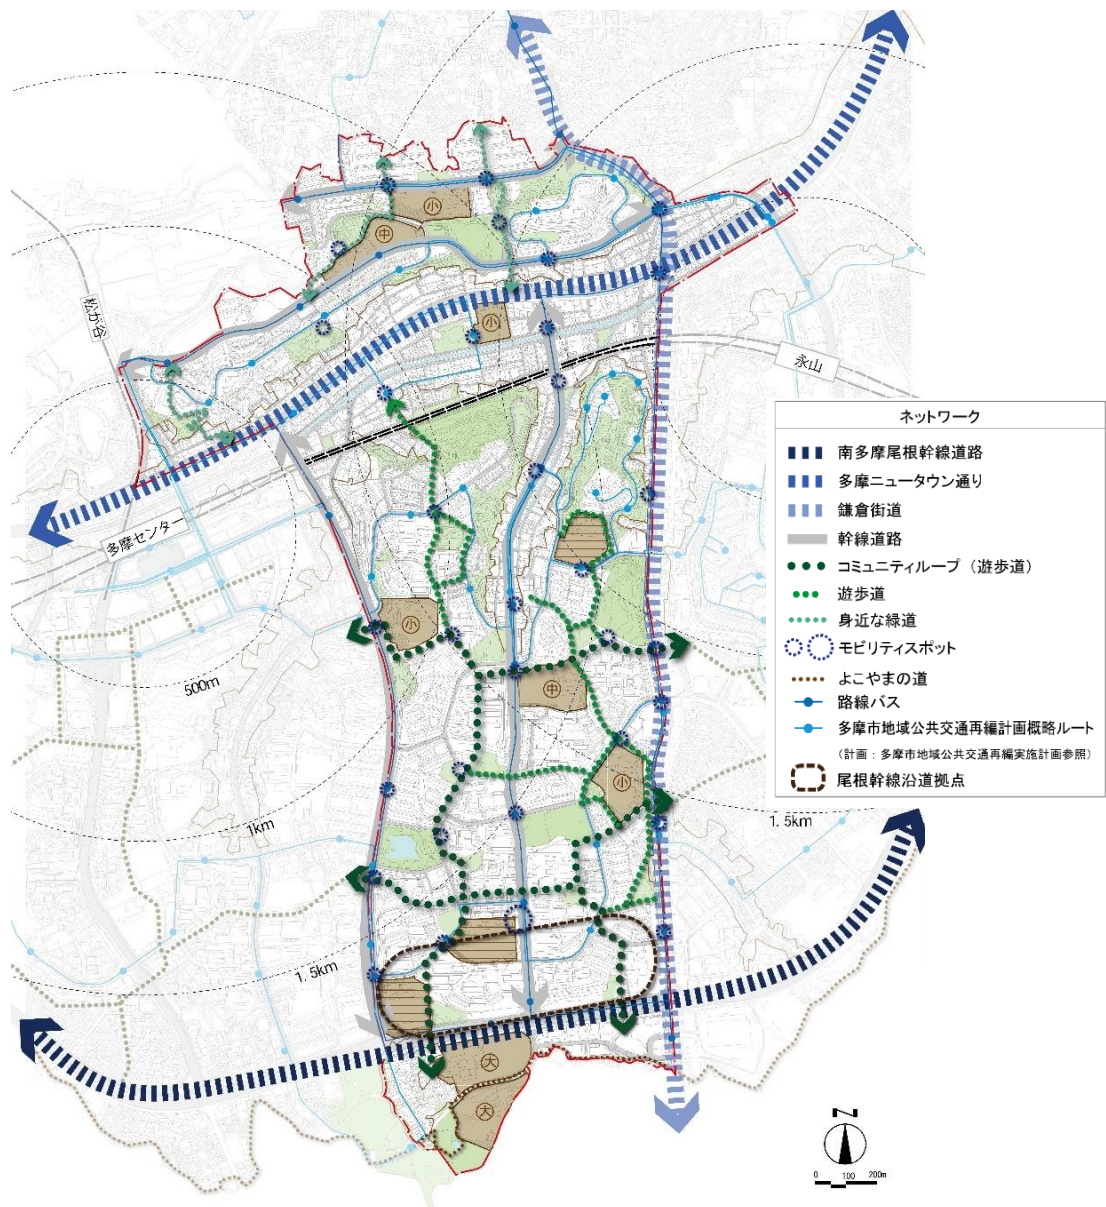 小
中
小
松が谷
永山
多摩センター
小
500m
中
小
1km
1.5km
1.5km
大
大
ネットワーク
南多摩尾根幹線道路
多摩ニュータウン通り
鎌倉街道
幹線道路
コミュニティループ（遊歩道）
遊歩道
身近な緑道
モビリティスポット
よこやまの道
路線バス
多摩市地域公共交通再編計画概略ルート
（計画：多摩市地域公共交通再編実施計画参照）
尾根幹線沿道拠点
N
0 100 200m